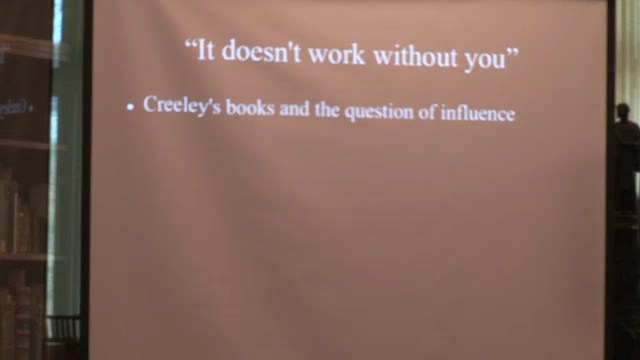 “It doesn't work without you”
• Creeley's books and the question of influence